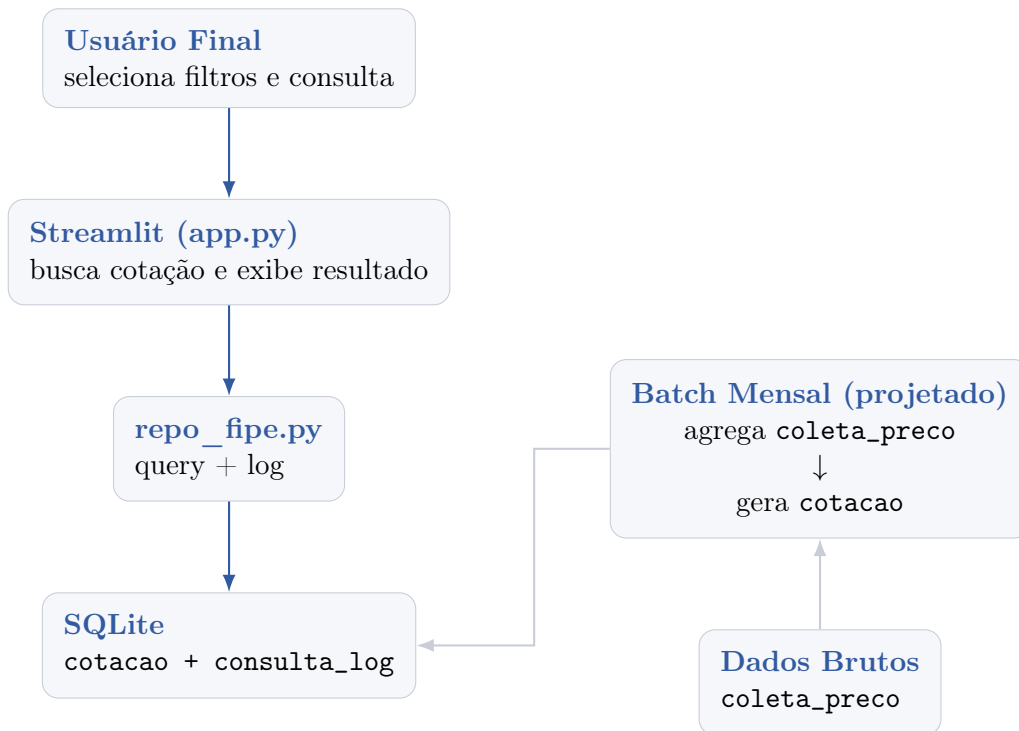 Usuário Final
seleciona filtros e consulta
Streamlit (app.py)
busca cotação e exibe resultado
repo_fipe.py
query + log
SQLite
cotacao + consulta_log
Batch Mensal (projetado)
agrega coleta_preco
↓
gera cotacao
Dados Brutos
coleta_preco